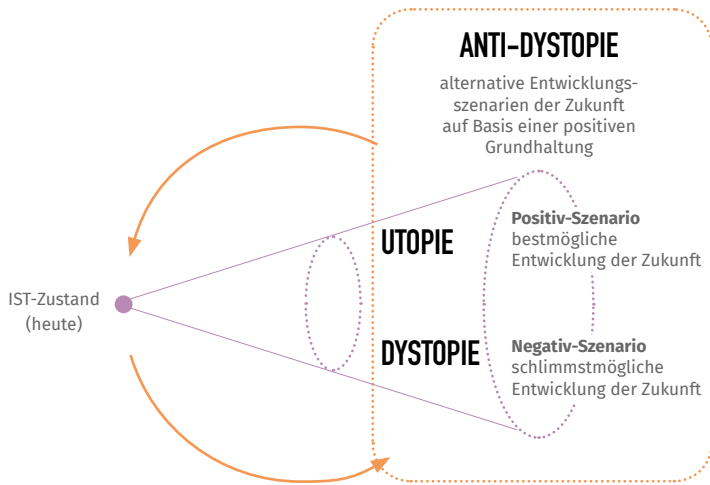 ANTI-DYSTOPIE
alternative Entwicklungs-
szenarien der Zukunft
auf Basis einer positiven
Grundhaltung
UTOPIE
Positiv-Szenario
bestmögliche
Entwicklung der Zukunft
IST-Zustand
(heute)
DYSTOPIE
Negativ-Szenario
schlimmstmögliche
Entwicklung der Zukunft